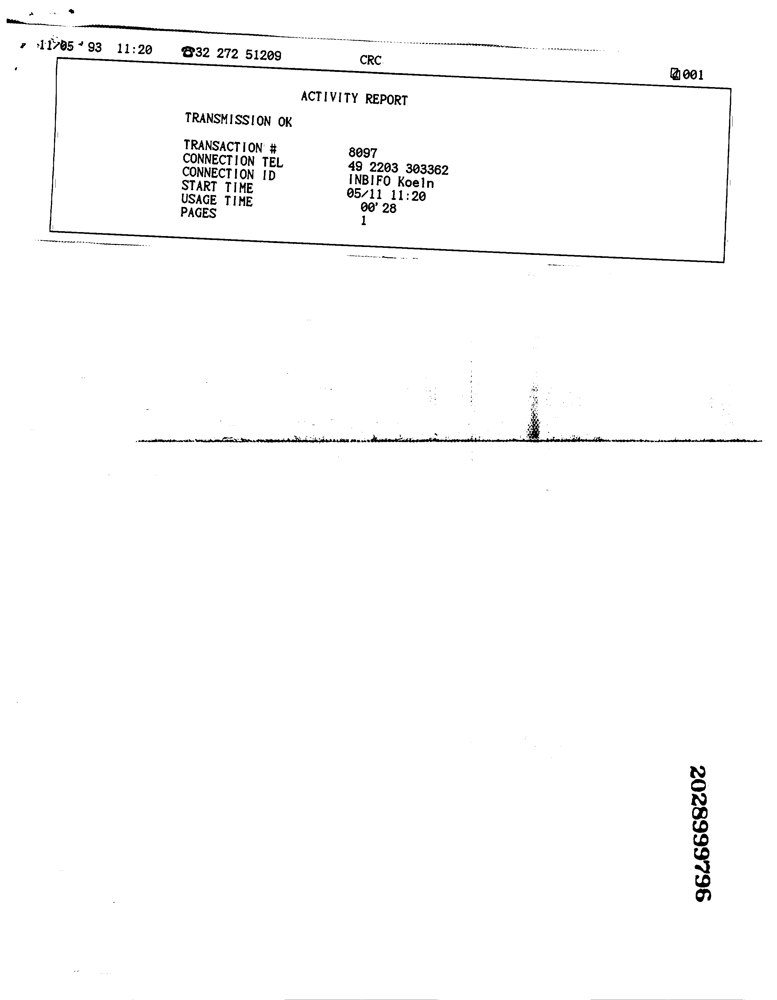 11/05 '93 11:20 ☎32 272 51209 CRC 001
ACTIVITY REPORT
TRANSMISSION OK
TRANSACTION # 8097
CONNECTION TEL 49 2203 303362
CONNECTION ID INBIFO Koeln
START TIME 05/11 11:20
USAGE TIME 00'28
PAGES 1
2028999796